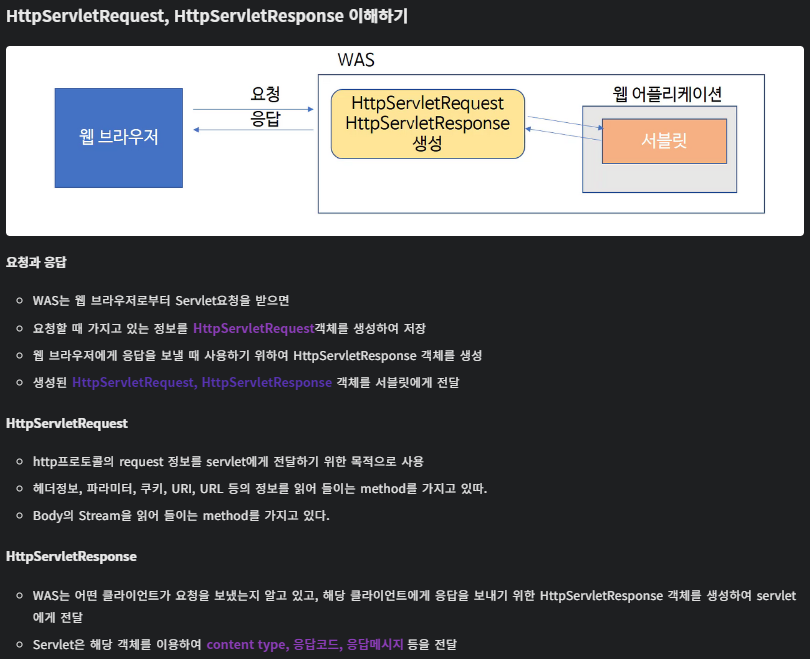 HttpServletRequest, HttpServletResponse 이해하기
WAS
웹 브라우저
요청
응답
HttpServletRequest
HttpServletResponse
생성
웹 어플리케이션
서블릿
요청과 응답
WAS는 웹 브라우저로부터 Servlet요청을 받으면
요청할 때 가지고 있는 정보를 HttpServletRequest객체를 생성하여 저장
웹 브라우저에게 응답을 보낼 때 사용하기 위하여 HttpServletResponse 객체를 생성
생성된 HttpServletRequest, HttpServletResponse 객체를 서블릿에게 전달
HttpServletRequest
http프로토콜의 request 정보를 servlet에게 전달하기 위한 목적으로 사용
헤더정보, 파라미터, 쿠키, URI, URL 등의 정보를 읽어 들이는 method를 가지고 있따.
Body의 Stream을 읽어 들이는 method를 가지고 있다.
HttpServletResponse
WAS는 어떤 클라이언트가 요청을 보냈는지 알고 있고, 해당 클라이언트에게 응답을 보내기 위한 HttpServletResponse 객체를 생성하여 servlet
에게 전달
Servlet은 해당 객체를 이용하여 content type, 응답코드, 응답메시지 등을 전달